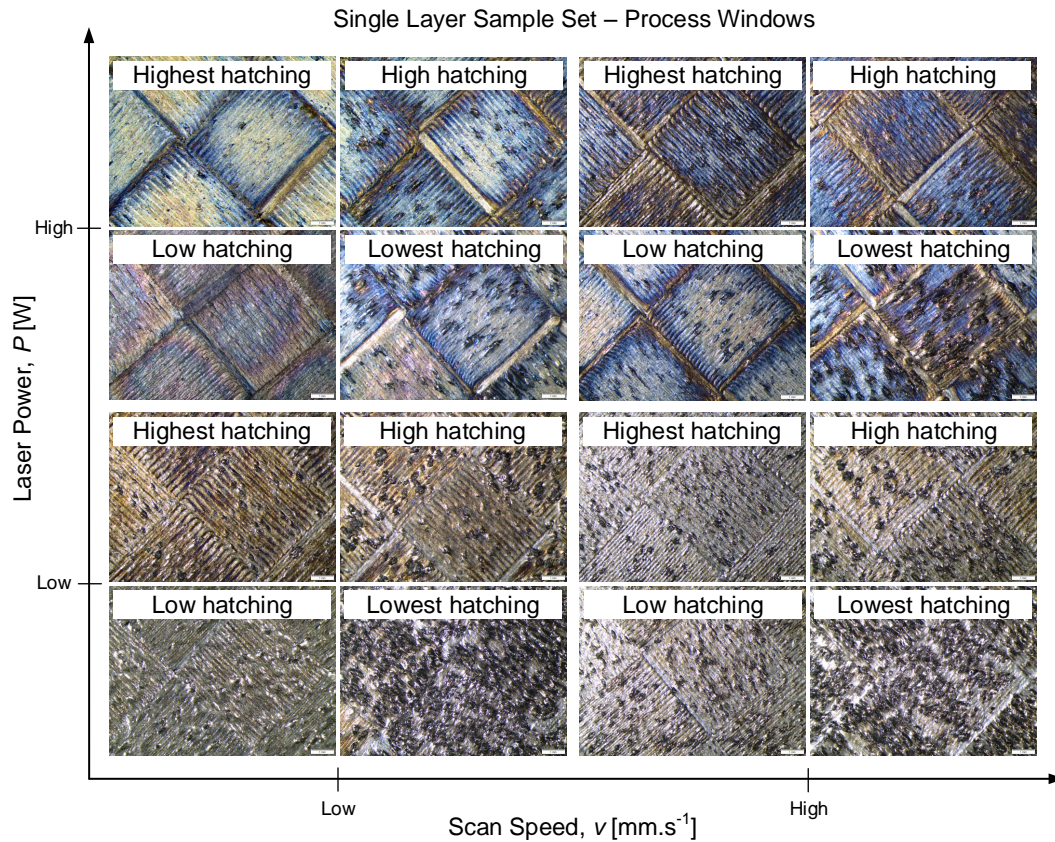 Single Layer Sample Set – Process Windows
Highest hatching
High hatching
Highest hatching
High hatching
High
Low hatching
Lowest hatching
Low hatching
Lowest hatching
Laser Power, P [W]
Highest hatching
High hatching
Highest hatching
High hatching
Low
Low hatching
Lowest hatching
Low hatching
Lowest hatching
Low
High
Scan Speed, v [mm.s⁻¹]